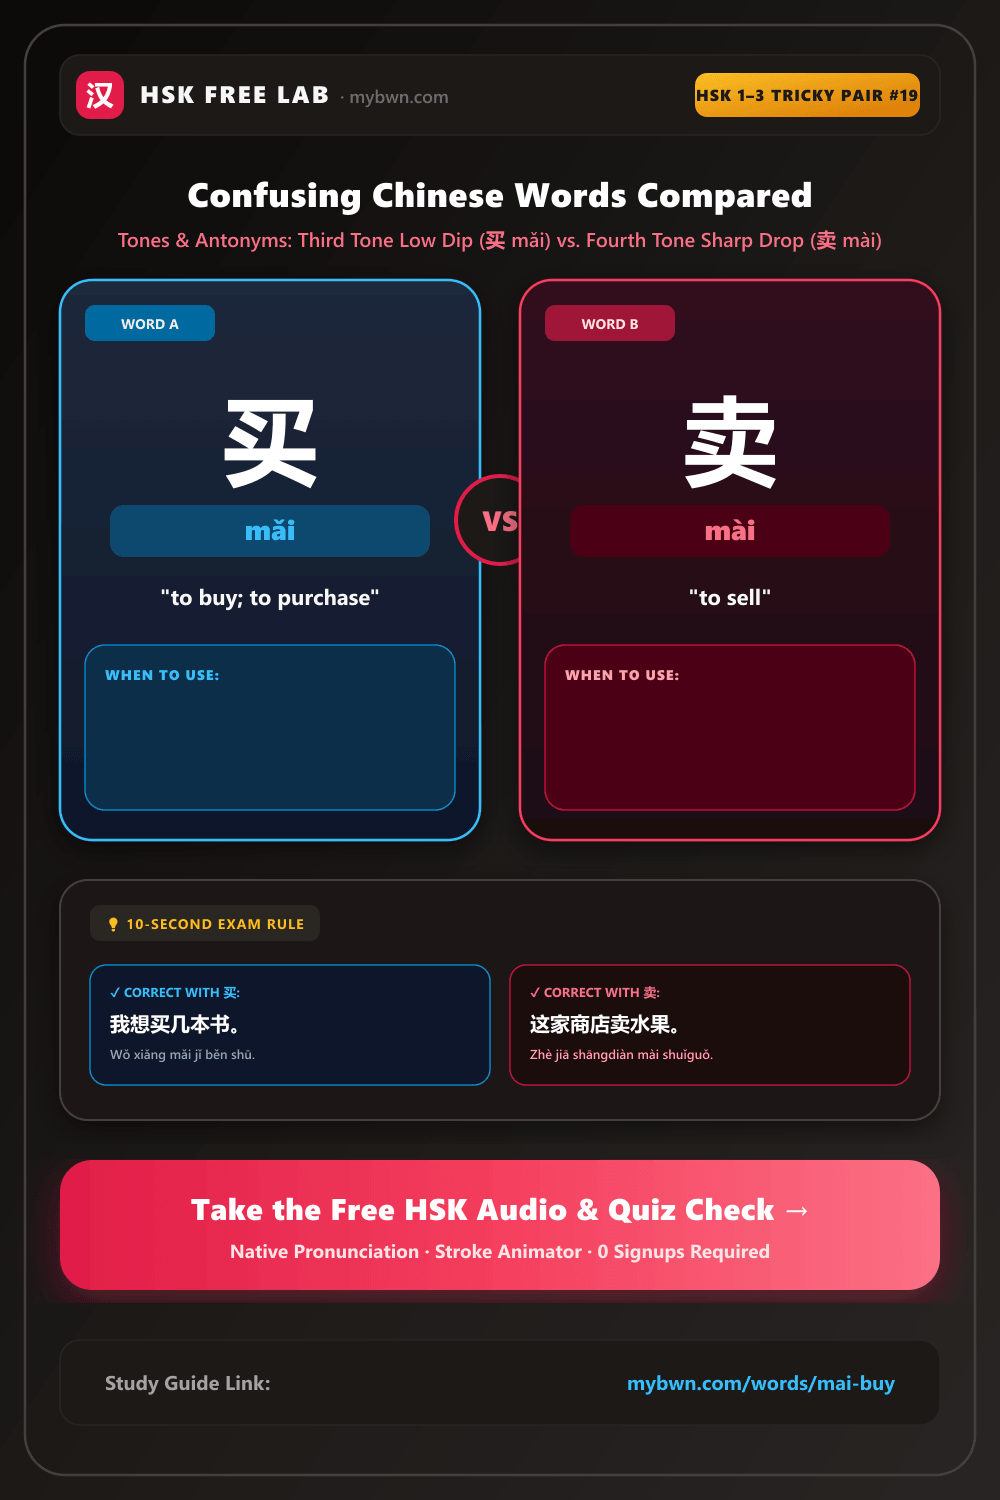 汉 HSK FREE LAB · mybwn.com
HSK 1–3 TRICKY PAIR #19
Confusing Chinese Words Compared
Tones & Antonyms: Third Tone Low Dip (买 mǎi) vs. Fourth Tone Sharp Drop (卖 mài)
WORD A
买
mǎi
"to buy; to purchase"
WHEN TO USE:
VS
WORD B
卖
mài
"to sell"
WHEN TO USE:
10-SECOND EXAM RULE
✓ CORRECT WITH 买:
我想买几本书。
Wǒ xiǎng mǎi jǐ běn shū.
✓ CORRECT WITH 卖:
这家商店卖水果。
Zhè jiā shāngdiàn mài shuǐguǒ.
Take the Free HSK Audio & Quiz Check →
Native Pronunciation · Stroke Animator · 0 Signups Required
Study Guide Link:
mybwn.com/words/mai-buy